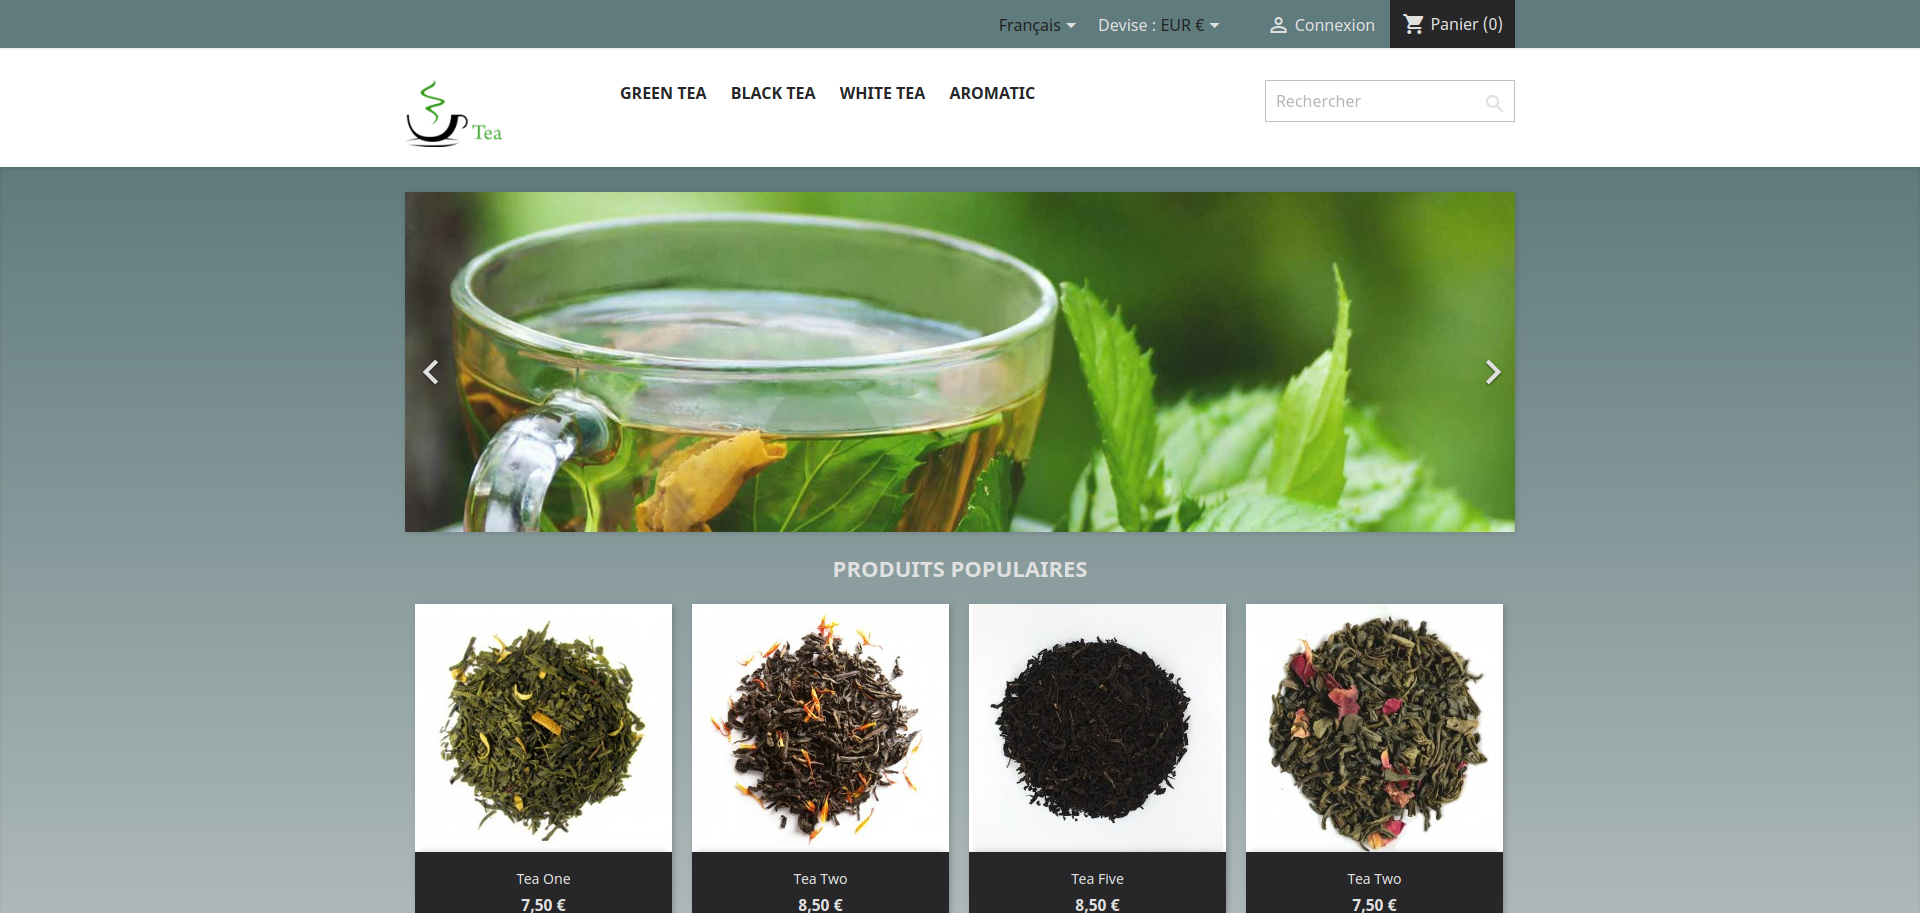 Français Devise : EUR € Connexion Panier (0)
Tea
GREEN TEA BLACK TEA WHITE TEA AROMATIC
Rechercher
PRODUITS POPULAIRES
Tea One Tea Two Tea Five Tea Two
7,50 € 8,50 € 8,50 € 7,50 €